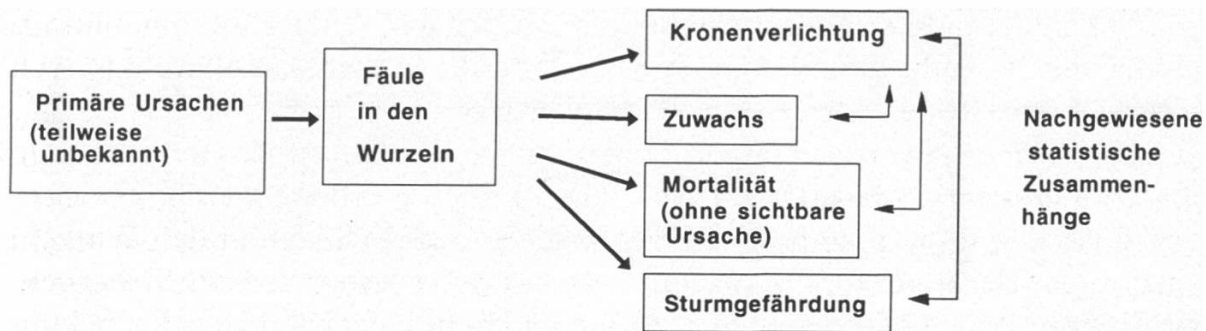 Primäre Ursachen
(teilweise
unbekannt)
Fäule
in den
Wurzeln
Kronenverlichtung
Zuwachs
Mortalität
(ohne sichtbare
Ursache)
Sturmgefährdung
Nachgewiesene
statistische
Zusammen-
hänge